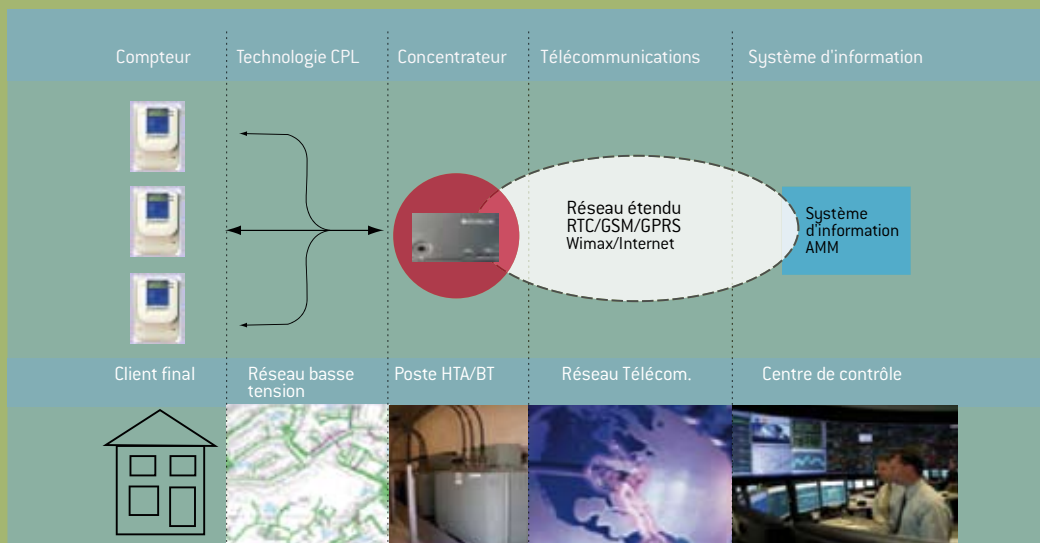 Compteur
Technologie CPL
Concentrateur
Télécommunications
Système d'information
Réseau étendu
RTC/GSM/GPRS
Wimax/Internet
Système
d'information
AMM
Client final
Réseau basse
tension
Poste HTA/BT
Réseau Télécom.
Centre de contrôle